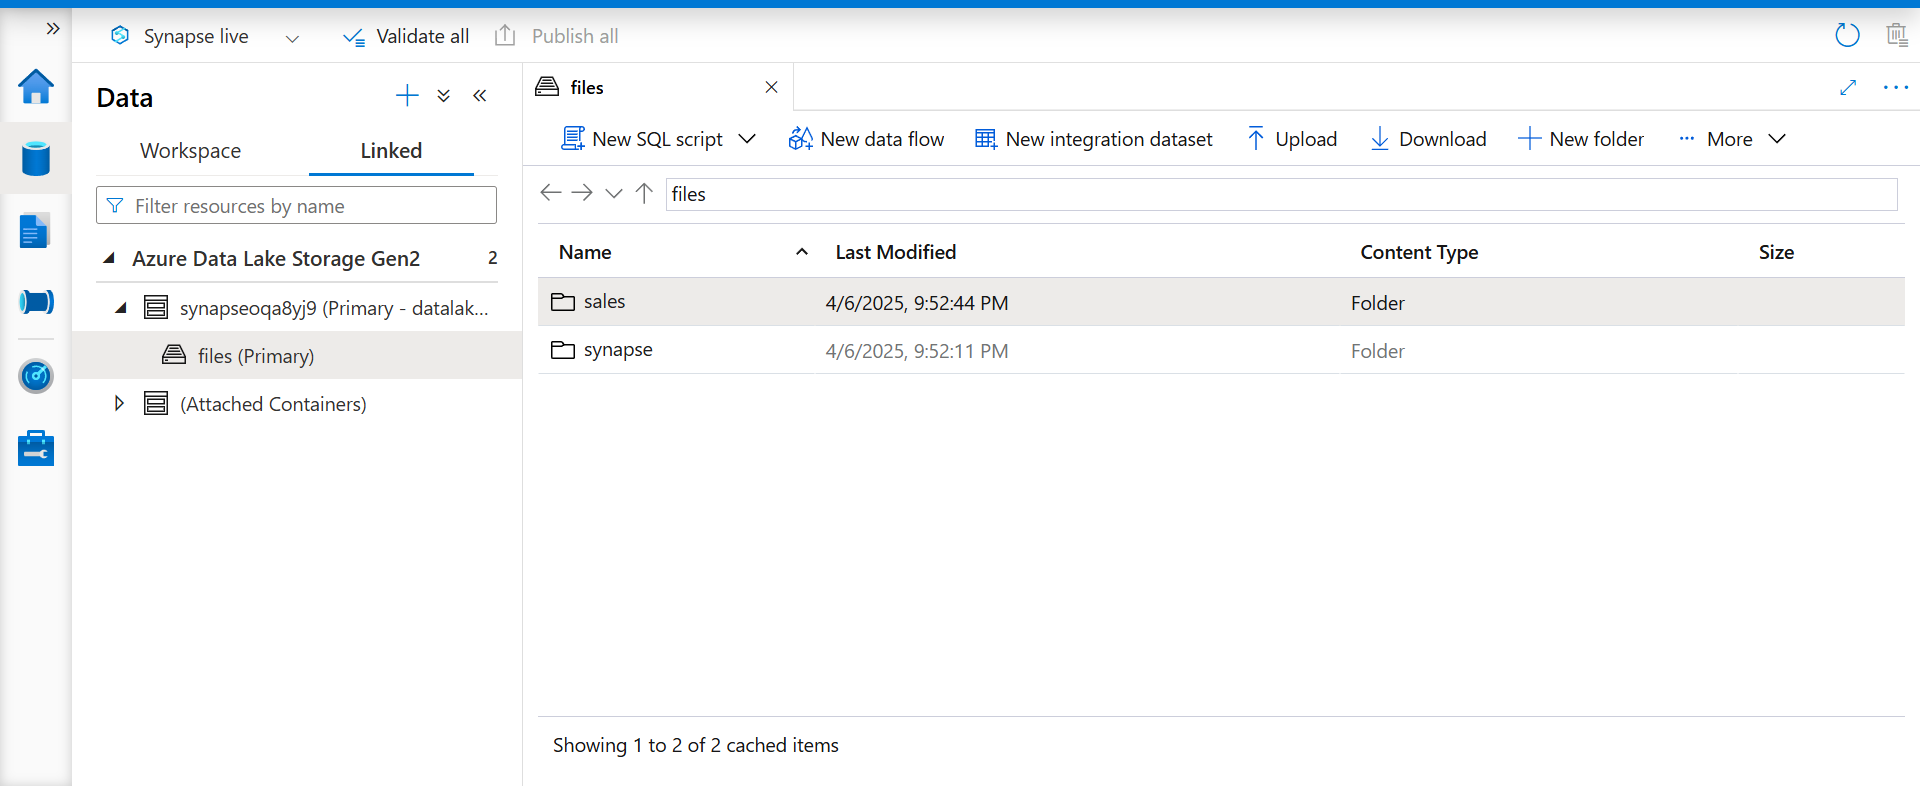 Synapse live
Validate all
Publish all
Data
Workspace
Linked
Filter resources by name
Azure Data Lake Storage Gen2 2
synapseoqa8yj9 (Primary - datalak...
files (Primary)
(Attached Containers)
files
New SQL script
New data flow
New integration dataset
Upload
Download
New folder
More
files
Name Last Modified Content Type Size
sales 4/6/2025, 9:52:44 PM Folder
synapse 4/6/2025, 9:52:11 PM Folder
Showing 1 to 2 of 2 cached items